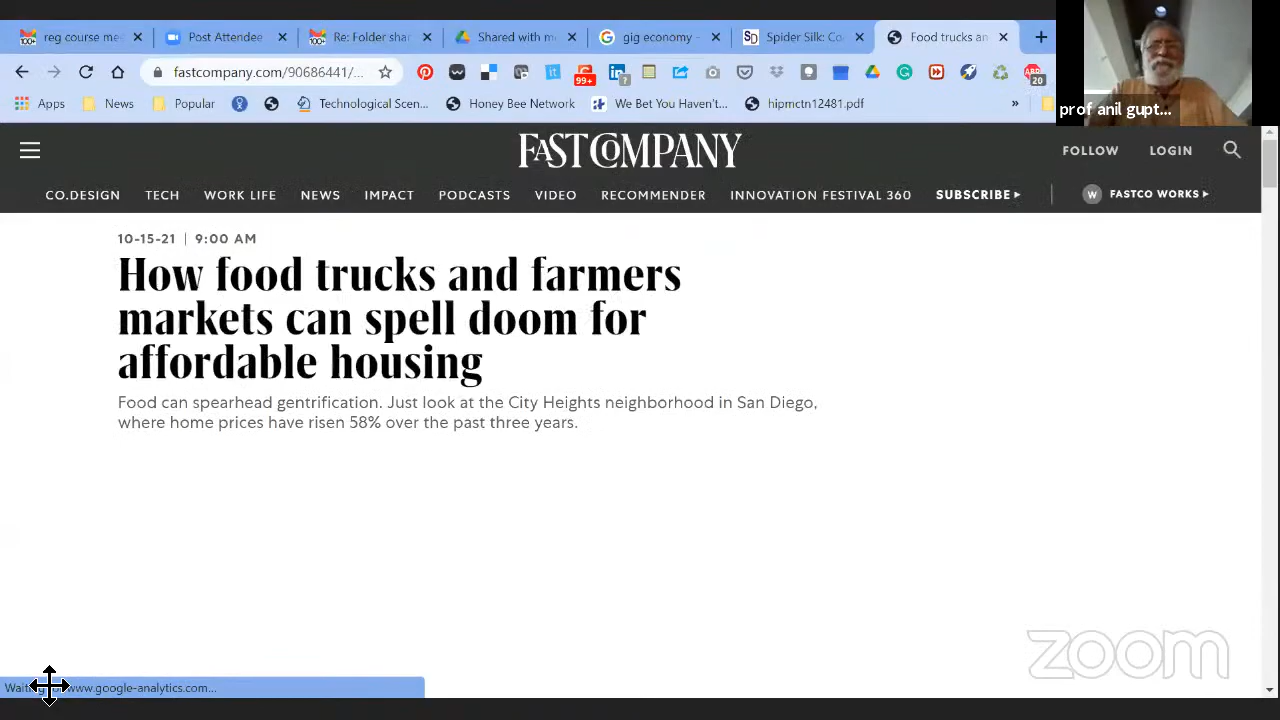 reg course me
Post Attendee
Re: Folder shar
Shared with m
gig economy -
Spider Silk: Co
Food trucks an
fastcompany.com/90686441/...
99+
?
20
Apps
News
Popular
Technological Scen...
Honey Bee Network
We Bet You Haven't...
hipmctn12481.pdf
»
prof anil gupt...
FAST COMPANY
FOLLOW
LOGIN
CO.DESIGN
TECH
WORK LIFE
NEWS
IMPACT
PODCASTS
VIDEO
RECOMMENDER
INNOVATION FESTIVAL 360
SUBSCRIBE
W FASTCO WORKS
10-15-21 | 9:00 AM
How food trucks and farmers
markets can spell doom for
affordable housing
Food can spearhead gentrification. Just look at the City Heights neighborhood in San Diego,
where home prices have risen 58% over the past three years.
zoom
www.google-analytics.com...